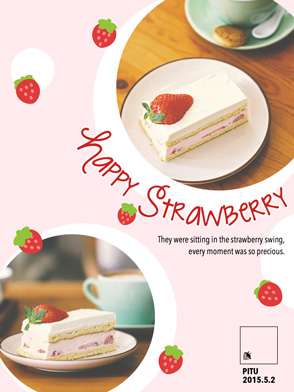 HAPPY STRAWBERRY
They were sitting in the strawberry swing,
every moment was so precious.
PITU
2015.5.2